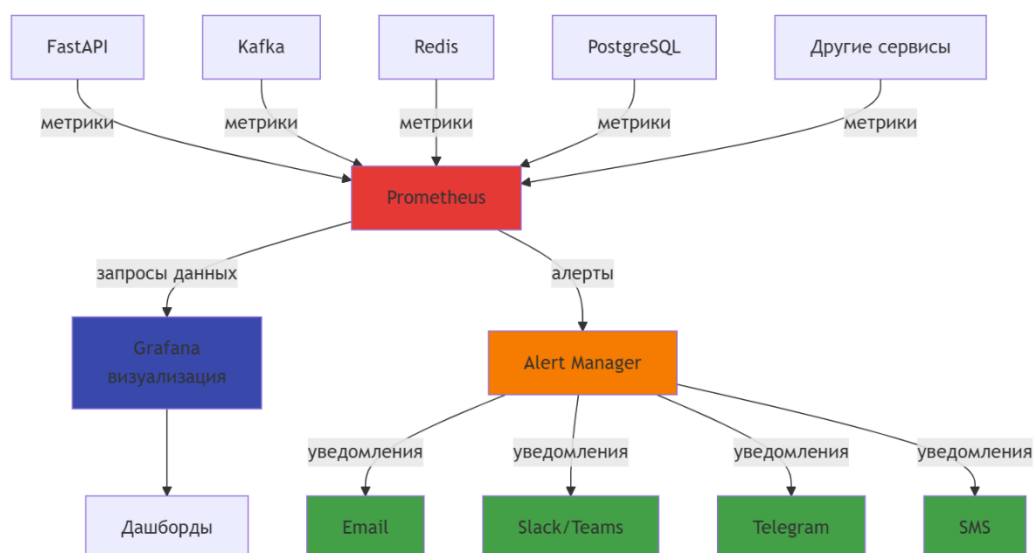 FastAPI
Kafka
Redis
PostgreSQL
Другие сервисы
метрики
метрики
метрики
метрики
метрики
Prometheus
запросы данных
алерты
Grafana
визуализация
Alert Manager
уведомления
уведомления
уведомления
уведомления
Дашборды
Email
Slack/Teams
Telegram
SMS